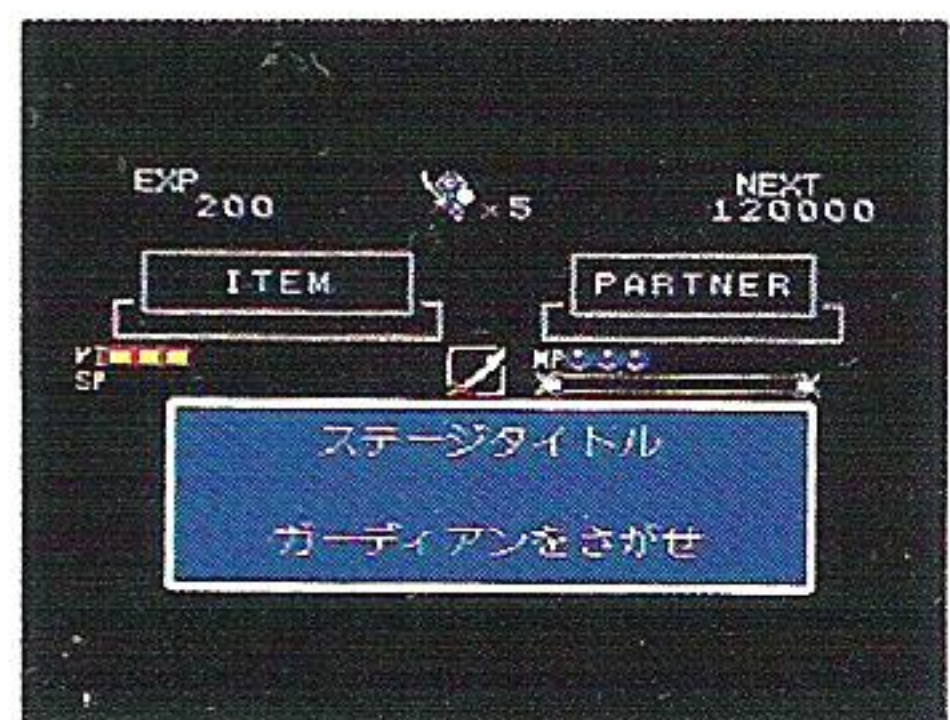 EXP
200
×5
NEXT
120000
ITEM
PARTNER
VI
SP
MP
ステージタイトル
ガーディアンをさがせ